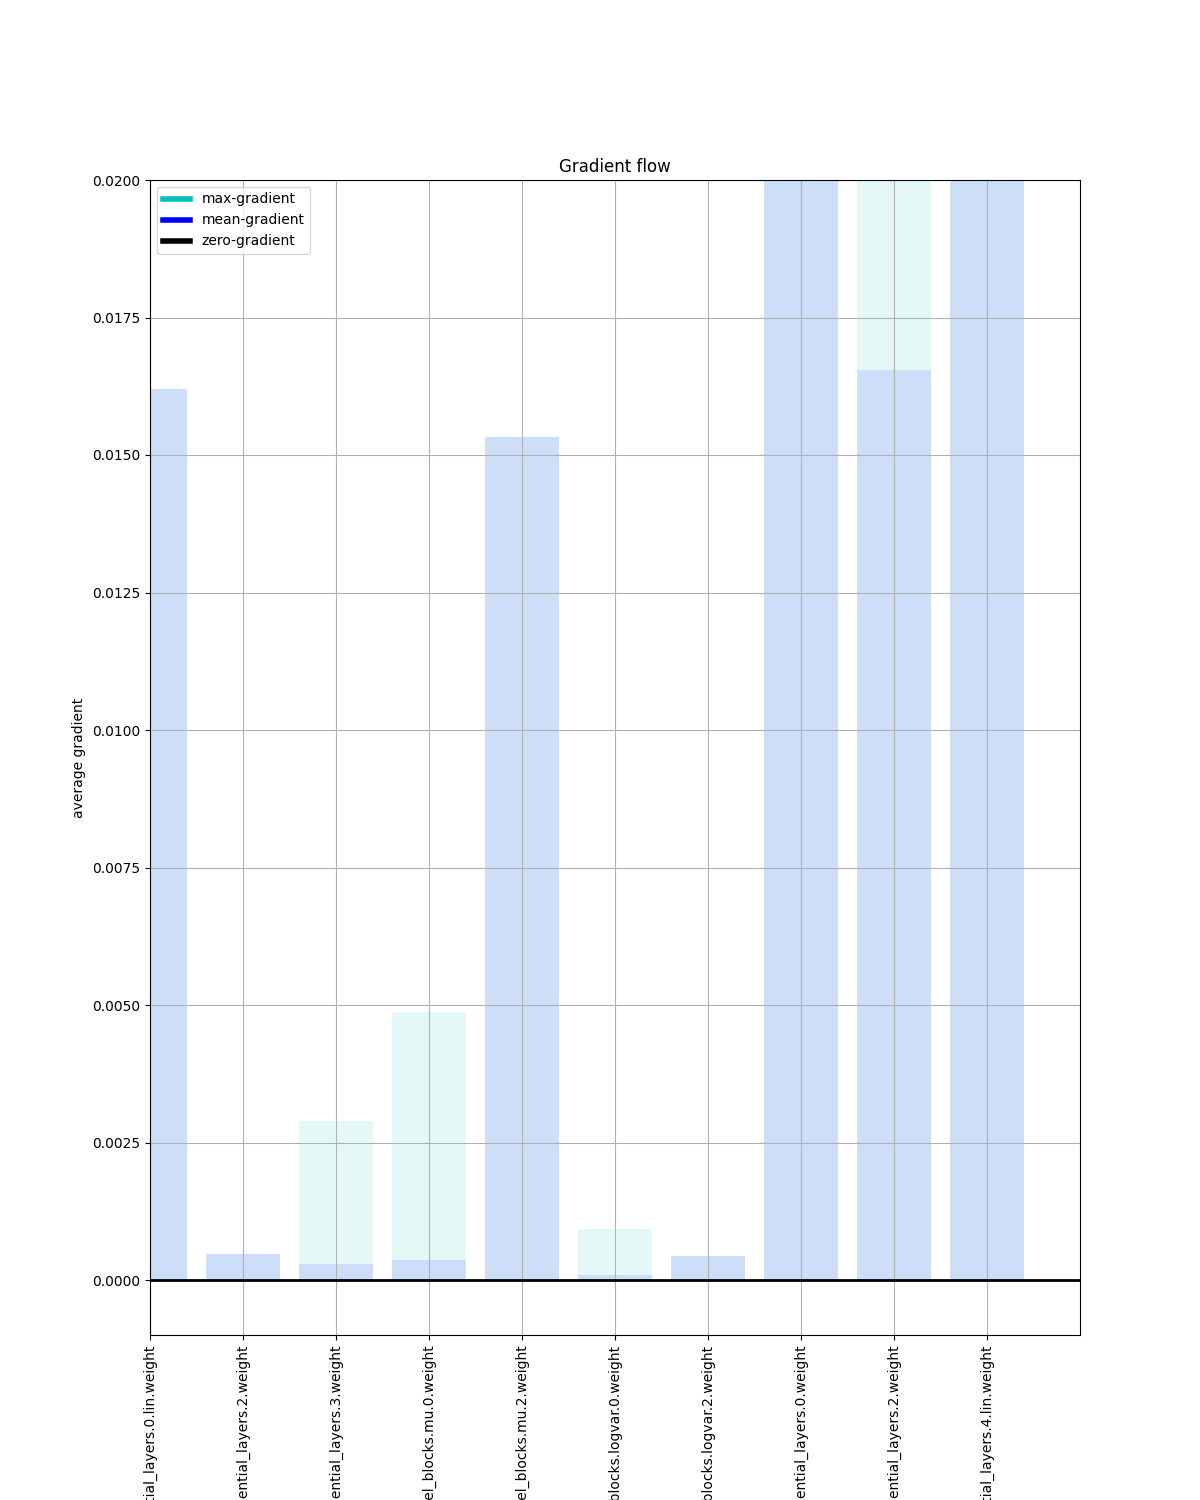 Gradient flow
max-gradient
mean-gradient
zero-gradient
0.0200
0.0175
0.0150
0.0125
0.0100
0.0075
0.0050
0.0025
0.0000
average gradient
tial_layers.0.lin.weight
ential_layers.2.weight
ential_layers.3.weight
el_blocks.mu.0.weight
el_blocks.mu.2.weight
blocks.logvar.0.weight
blocks.logvar.2.weight
ential_layers.0.weight
ential_layers.2.weight
tial_layers.4.lin.weight